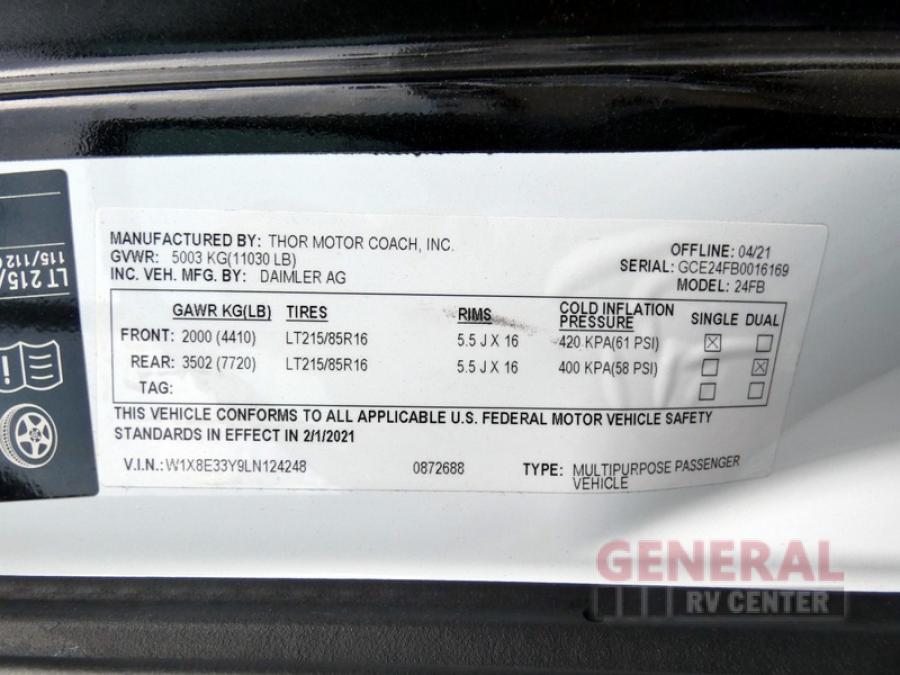 MANUFACTURED BY: THOR MOTOR COACH, INC.
GVWR: 5003 KG(11030 LB)
INC. VEH. MFG. BY: DAIMLER AG
OFFLINE: 04/21
SERIAL: GCE24FB0016169
MODEL: 24FB
GAWR KG(LB) TIRES RIMS COLD INFLATION PRESSURE SINGLE DUAL
FRONT: 2000 (4410) LT215/85R16 5.5 J X 16 420 KPA(61 PSI)
REAR: 3502 (7720) LT215/85R16 5.5 J X 16 400 KPA(58 PSI)
TAG:
THIS VEHICLE CONFORMS TO ALL APPLICABLE U.S. FEDERAL MOTOR VEHICLE SAFETY
STANDARDS IN EFFECT IN 2/1/2021
V.I.N.: W1X8E33Y9LN124248 0872688 TYPE: MULTIPURPOSE PASSENGER
VEHICLE
LT 215/
115/112
GENERAL
RV CENTER